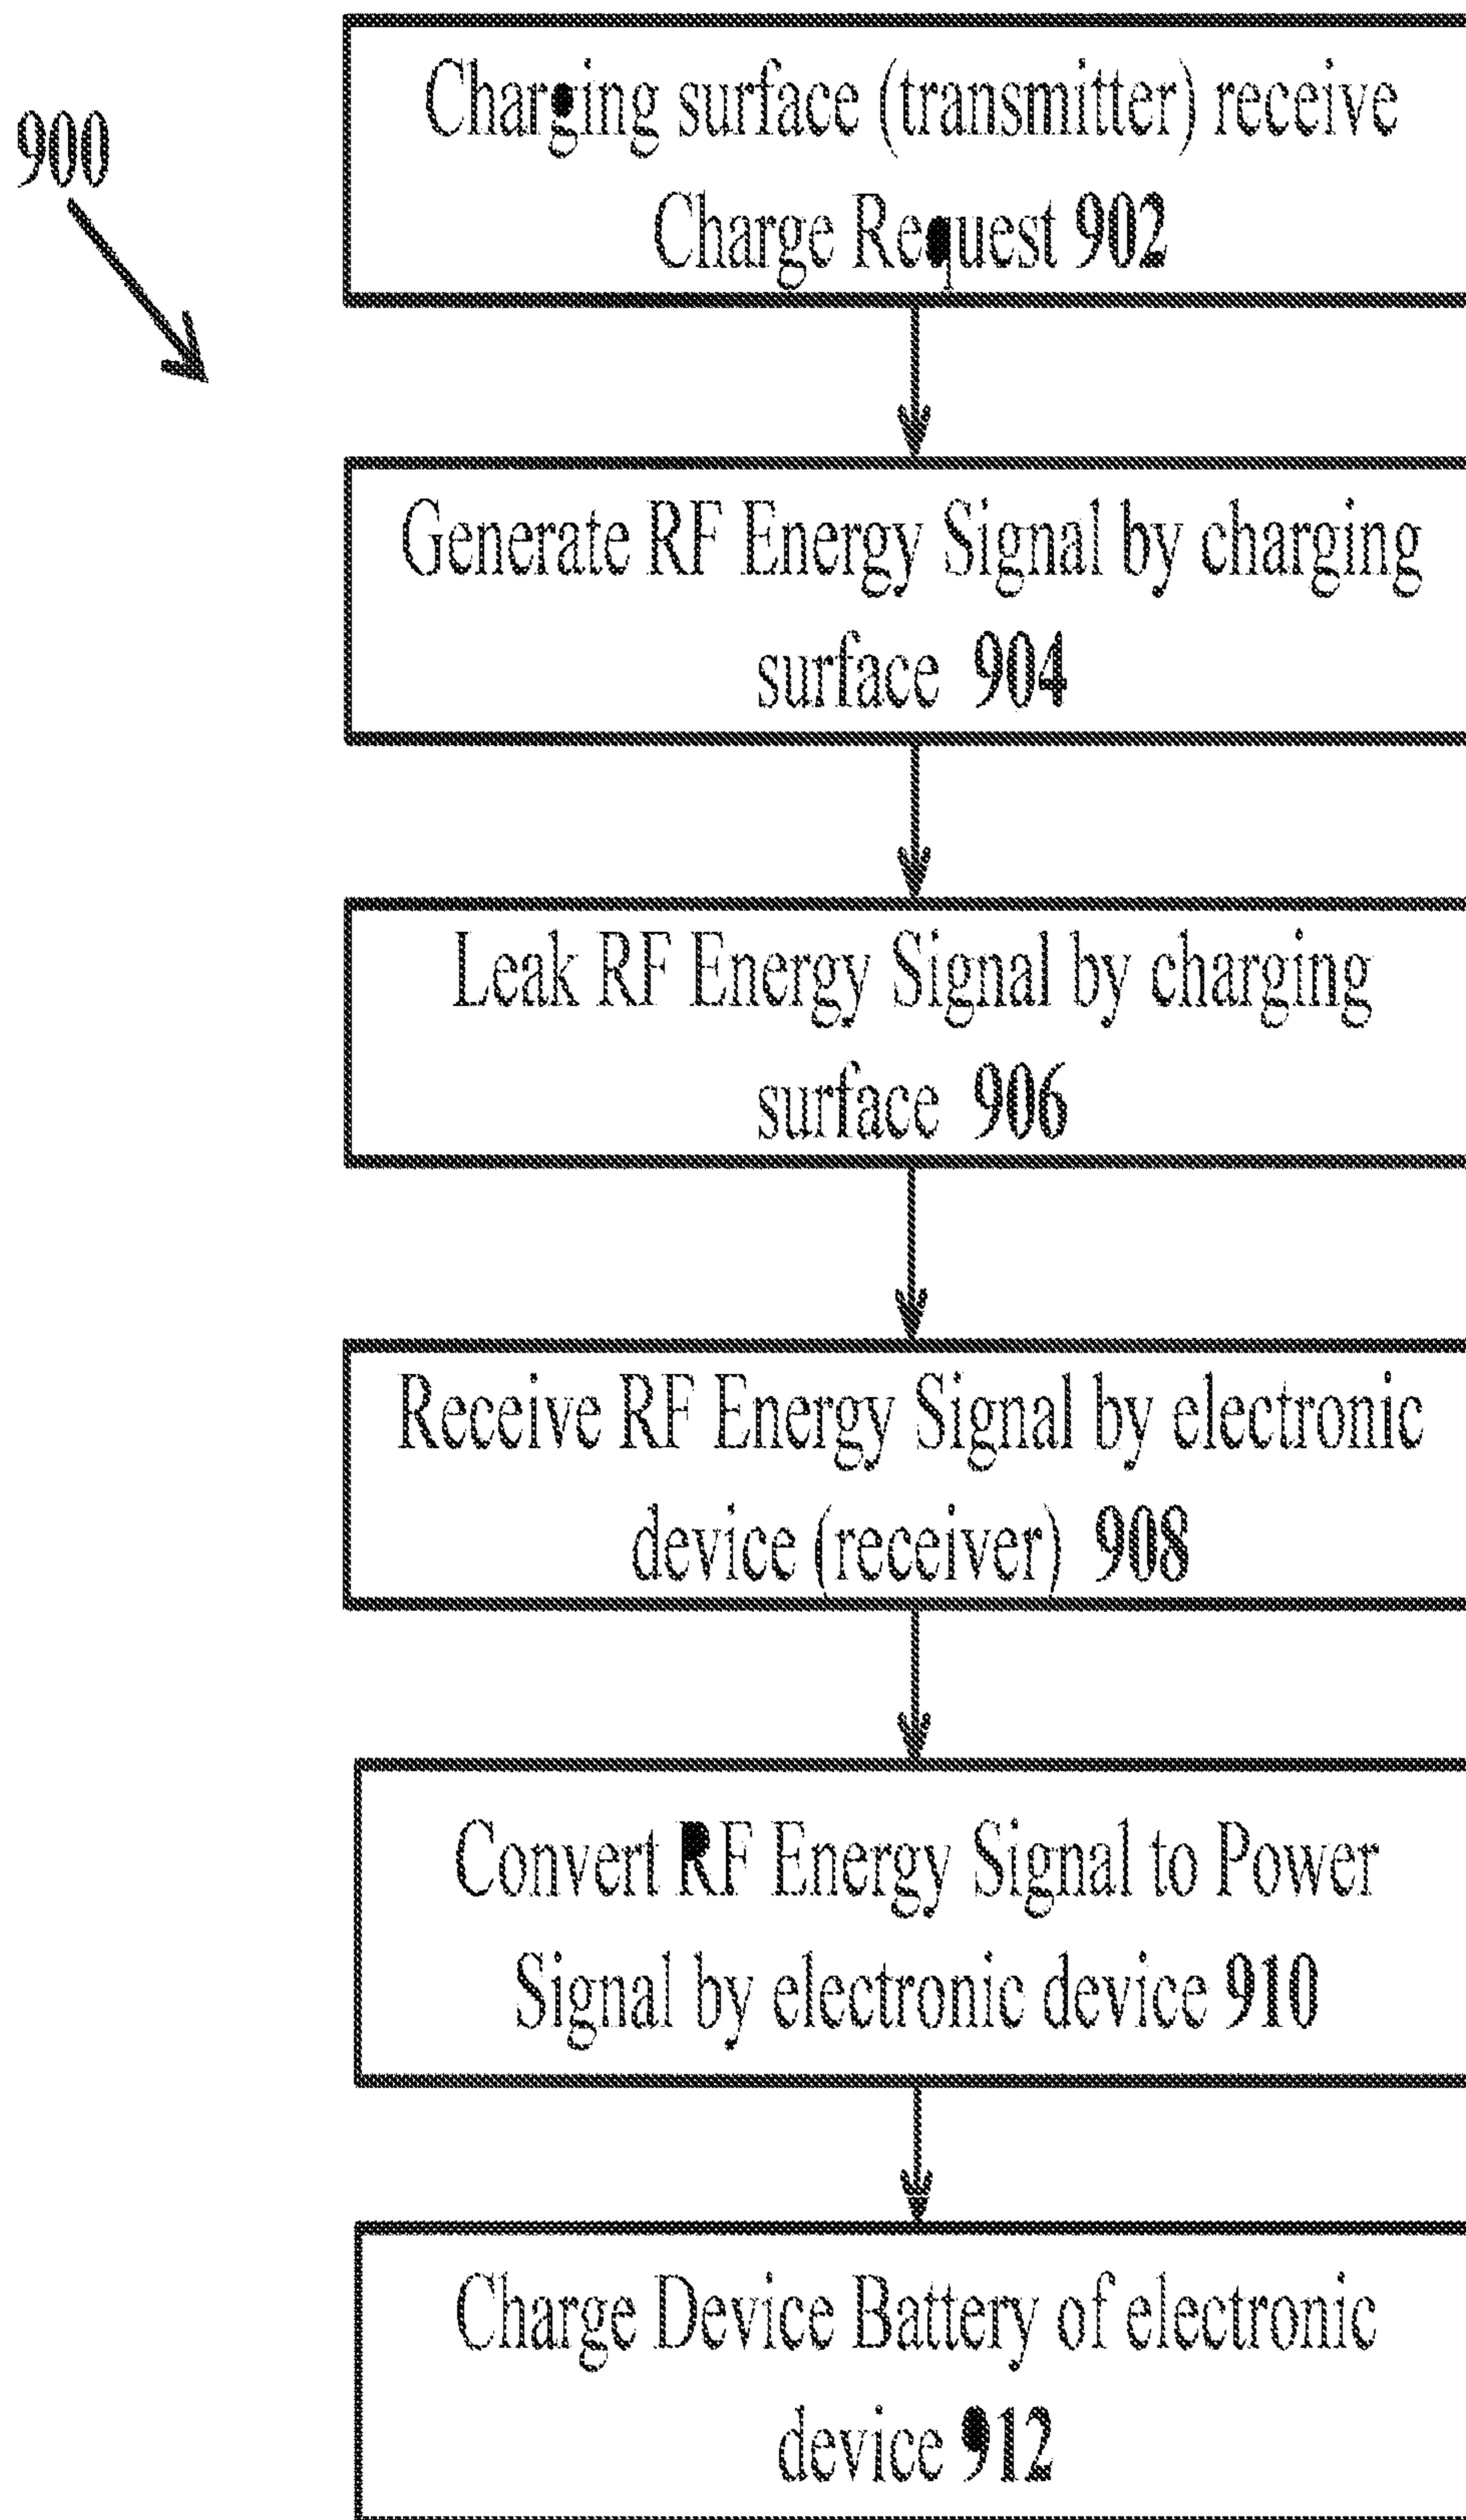 900
Charging surface (transmitter) receive
Charge Request 902
Generate RF Energy Signal by charging
surface 904
Leak RF Energy Signal by charging
surface 906
Receive RF Energy Signal by electronic
device (receiver) 908
Convert RF Energy Signal to Power
Signal by electronic device 910
Charge Device Battery of electronic
device 912